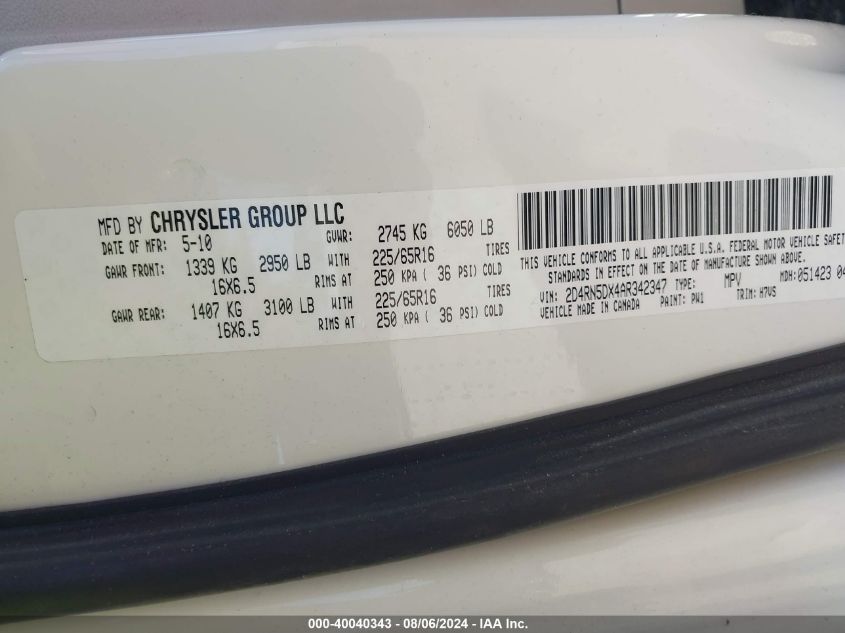 MFD BY CHRYSLER GROUP LLC
DATE OF MFR: 5-10 GVWR: 2745 KG 6050 LB
GAWR FRONT: 1339 KG 2950 LB WITH 225/65R16 TIRES
16X6.5 RIMS AT 250 KPA ( 36 PSI) COLD
GAWR REAR: 1407 KG 3100 LB WITH 225/65R16 TIRES
16X6.5 RIMS AT 250 KPA ( 36 PSI) COLD
THIS VEHICLE CONFORMS TO ALL APPLICABLE U.S.A. FEDERAL MOTOR VEHICLE SAFETY
STANDARDS IN EFFECT ON THE DATE OF MANUFACTURE SHOWN ABOVE.
VIN: 2D4RN5DX4AR342347 TYPE: MPV MDH: 051423 04
VEHICLE MADE IN CANADA PAINT: PW1 TRIM: H7VS
000-40040343 - 08/06/2024 - IAA Inc.